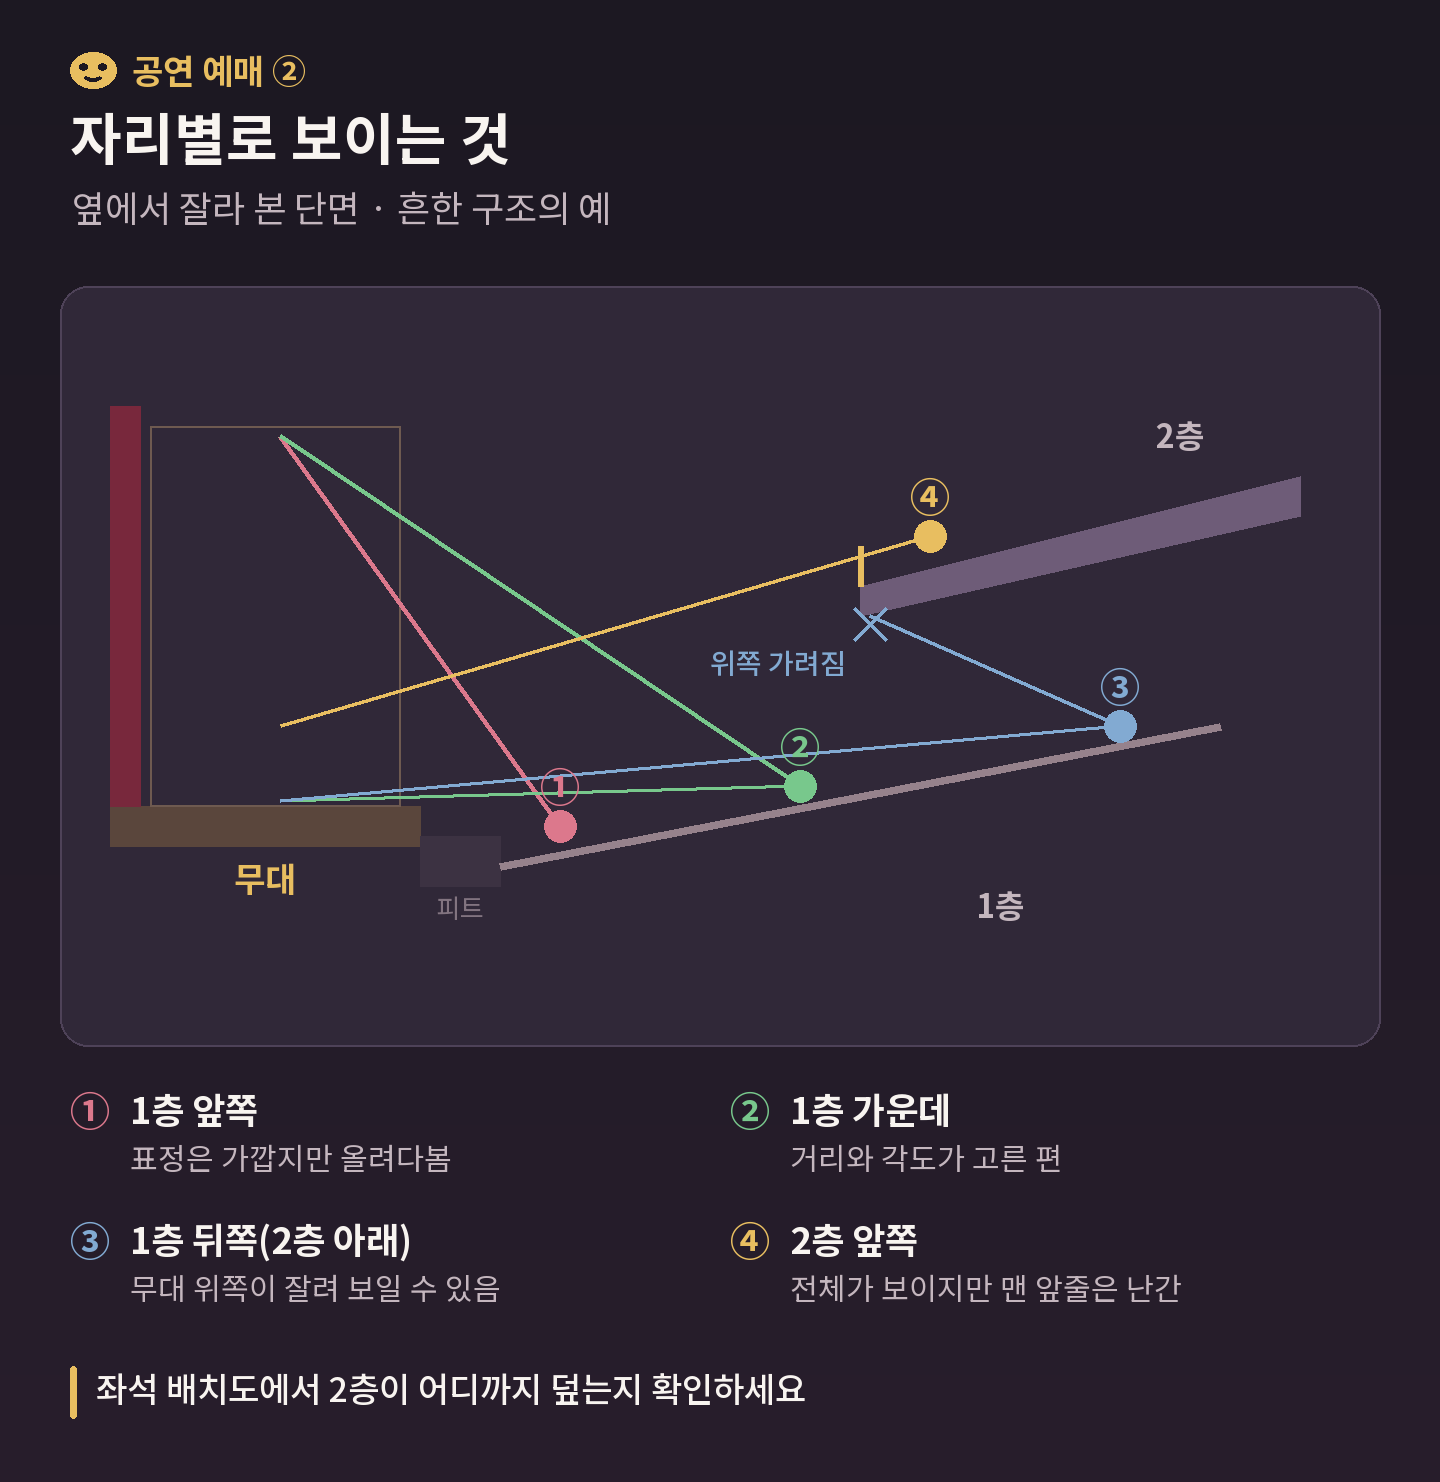 공연 예매 ②
자리별로 보이는 것
옆에서 잘라 본 단면 · 흔한 구조의 예
2층
④
위쪽 가려짐
③
②
①
무대
피트
1층
① 1층 앞쪽
표정은 가깝지만 올려다봄
② 1층 가운데
거리와 각도가 고른 편
③ 1층 뒤쪽(2층 아래)
무대 위쪽이 잘려 보일 수 있음
④ 2층 앞쪽
전체가 보이지만 맨 앞줄은 난간
좌석 배치도에서 2층이 어디까지 덮는지 확인하세요